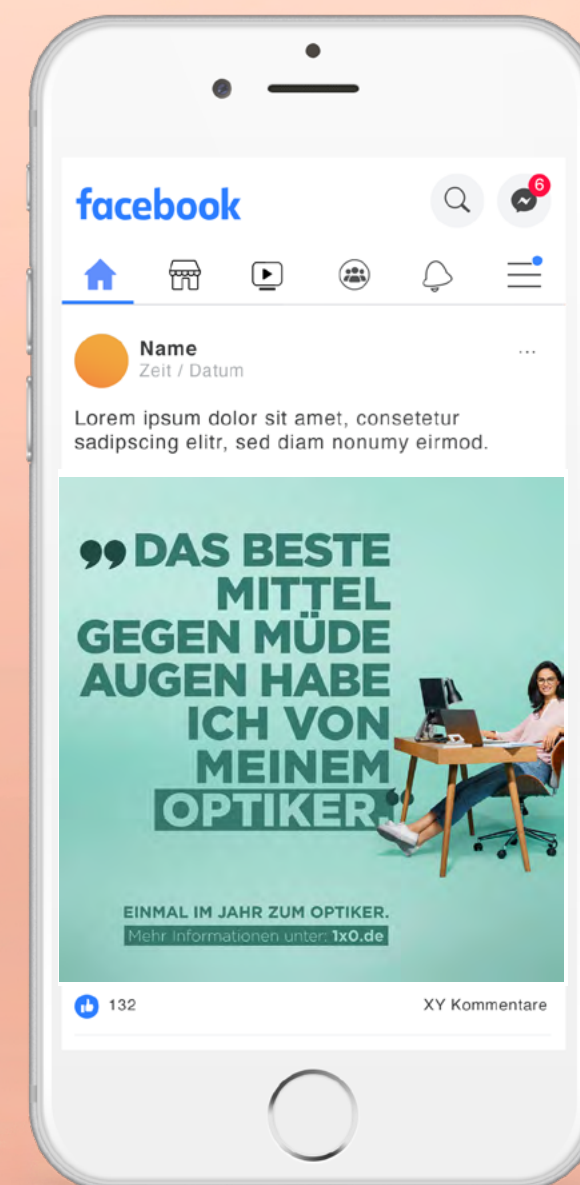 facebook
6
Name
Zeit / Datum
...
Lorem ipsum dolor sit amet, consetetur
sadipscing elitr, sed diam nonumy eirmod.
❟❟ DAS BESTE
MITTEL
GEGEN MÜDE
AUGEN HABE
ICH VON
MEINEM
OPTIKER.‘‘
EINMAL IM JAHR ZUM OPTIKER.
Mehr Informationen unter: 1xO.de
132
XY Kommentare